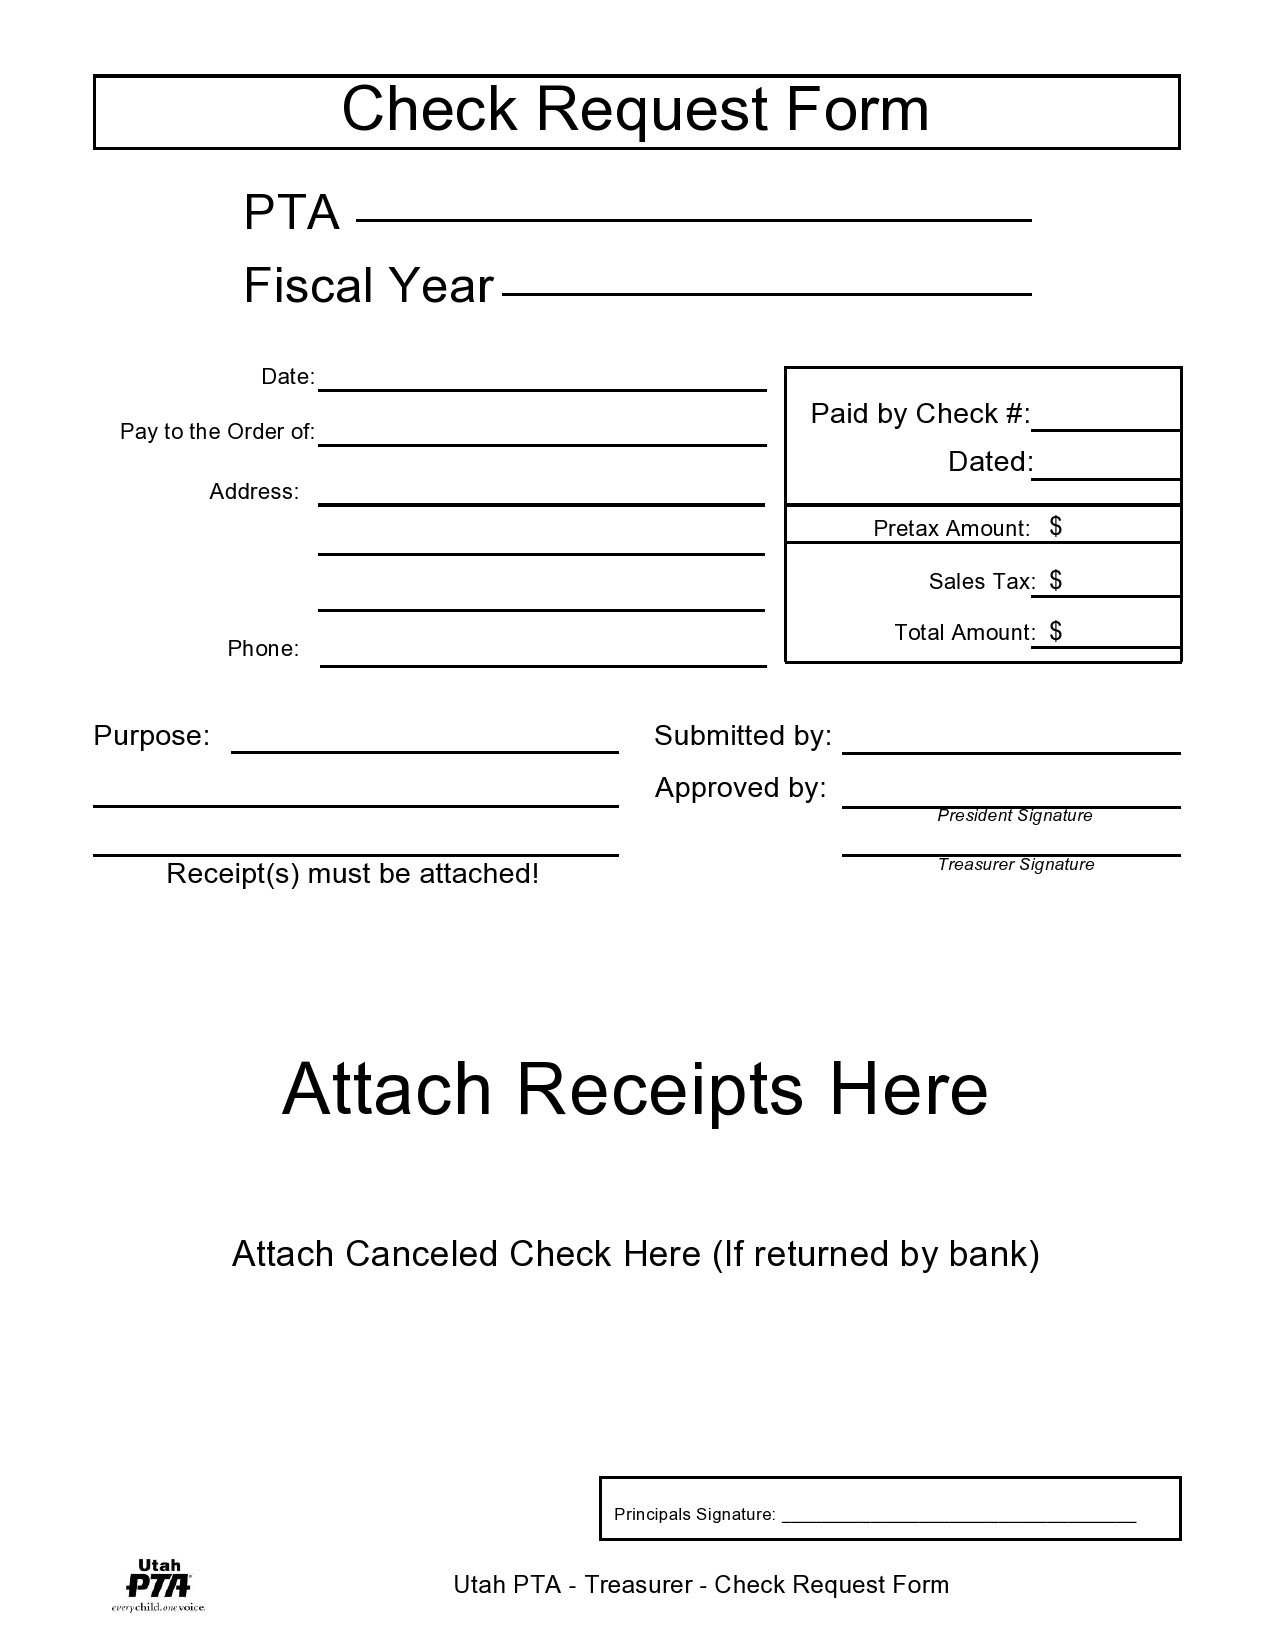 Check Request Form
PTA
Fiscal Year
Date:
Pay to the Order of:
Address:
Phone:
Paid by Check #:
Dated:
Pretax Amount: $
Sales Tax: $
Total Amount: $
Purpose:
Receipt(s) must be attached!
Submitted by:
Approved by:
President Signature
Treasurer Signature
Attach Receipts Here
Attach Canceled Check Here (If returned by bank)
Principals Signature: ______________________________________
Utah
PTA®
every child. one voice.
Utah PTA - Treasurer - Check Request Form